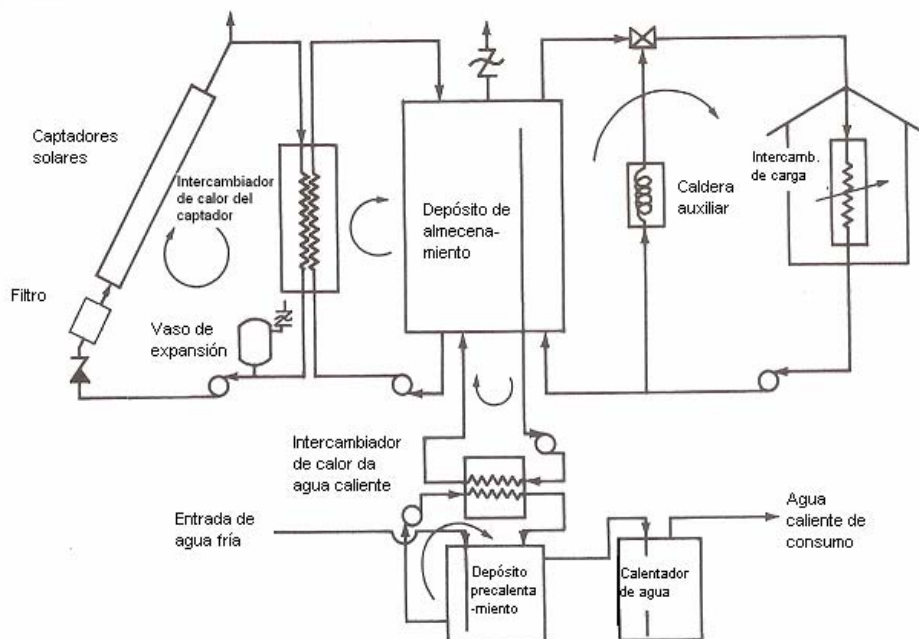 Captadores
solares
Intercambiador
de calor del
captador
Filtro
Vaso de
expansión
Depósito de
almecena-
miento
Caldera
auxiliar
Intercamb.
de carga
Intercambiador
de calor da
agua caliente
Entrada de
agua fría
Depósito
precalenta
-miento
Calentador
de agua
Agua
caliente de
consumo